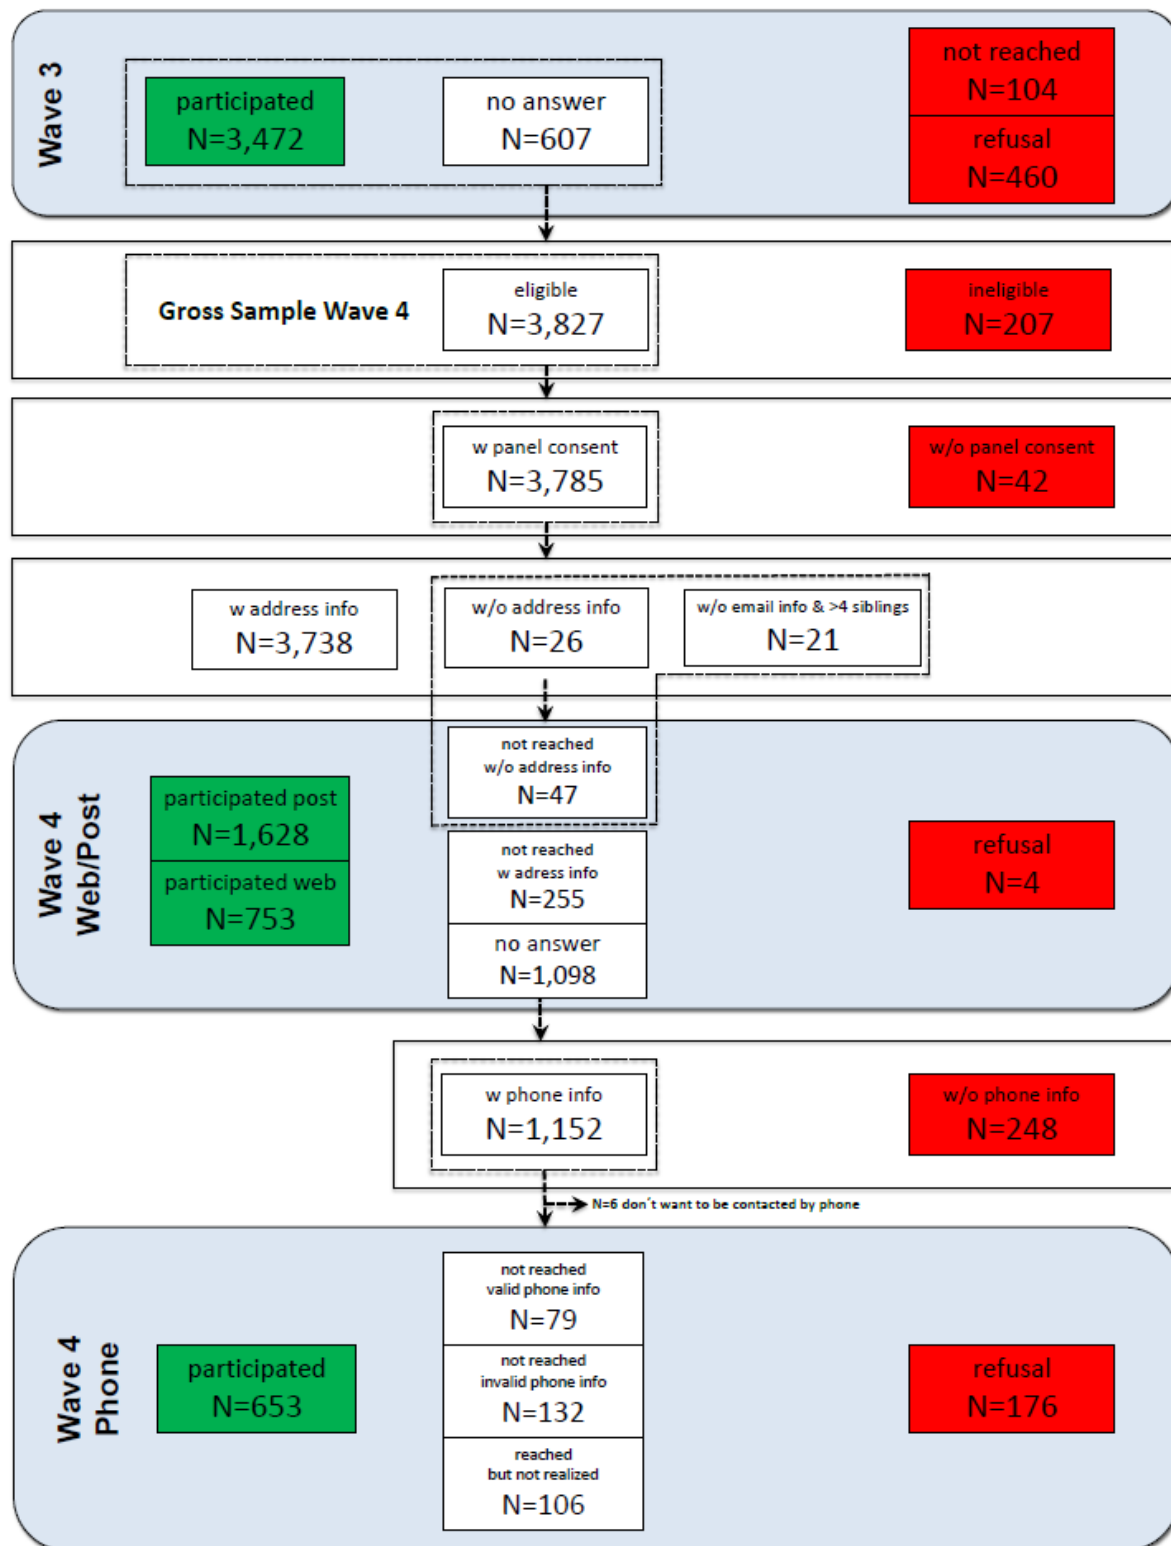 Wave 3
participated
N=3,472
no answer
N=607
not reached
N=104
refusal
N=460
Gross Sample Wave 4
eligible
N=3,827
ineligible
N=207
w panel consent
N=3,785
w/o panel consent
N=42
w address info
N=3,738
w/o address info
N=26
w/o email info & >4 siblings
N=21
Wave 4
Web/Post
participated post
N=1,628
participated web
N=753
not reached
w/o address info
N=47
not reached
w adress info
N=255
no answer
N=1,098
refusal
N=4
w phone info
N=1,152
w/o phone info
N=248
N=6 don´t want to be contacted by phone
Wave 4
Phone
participated
N=653
not reached
valid phone info
N=79
not reached
invalid phone info
N=132
reached
but not realized
N=106
refusal
N=176